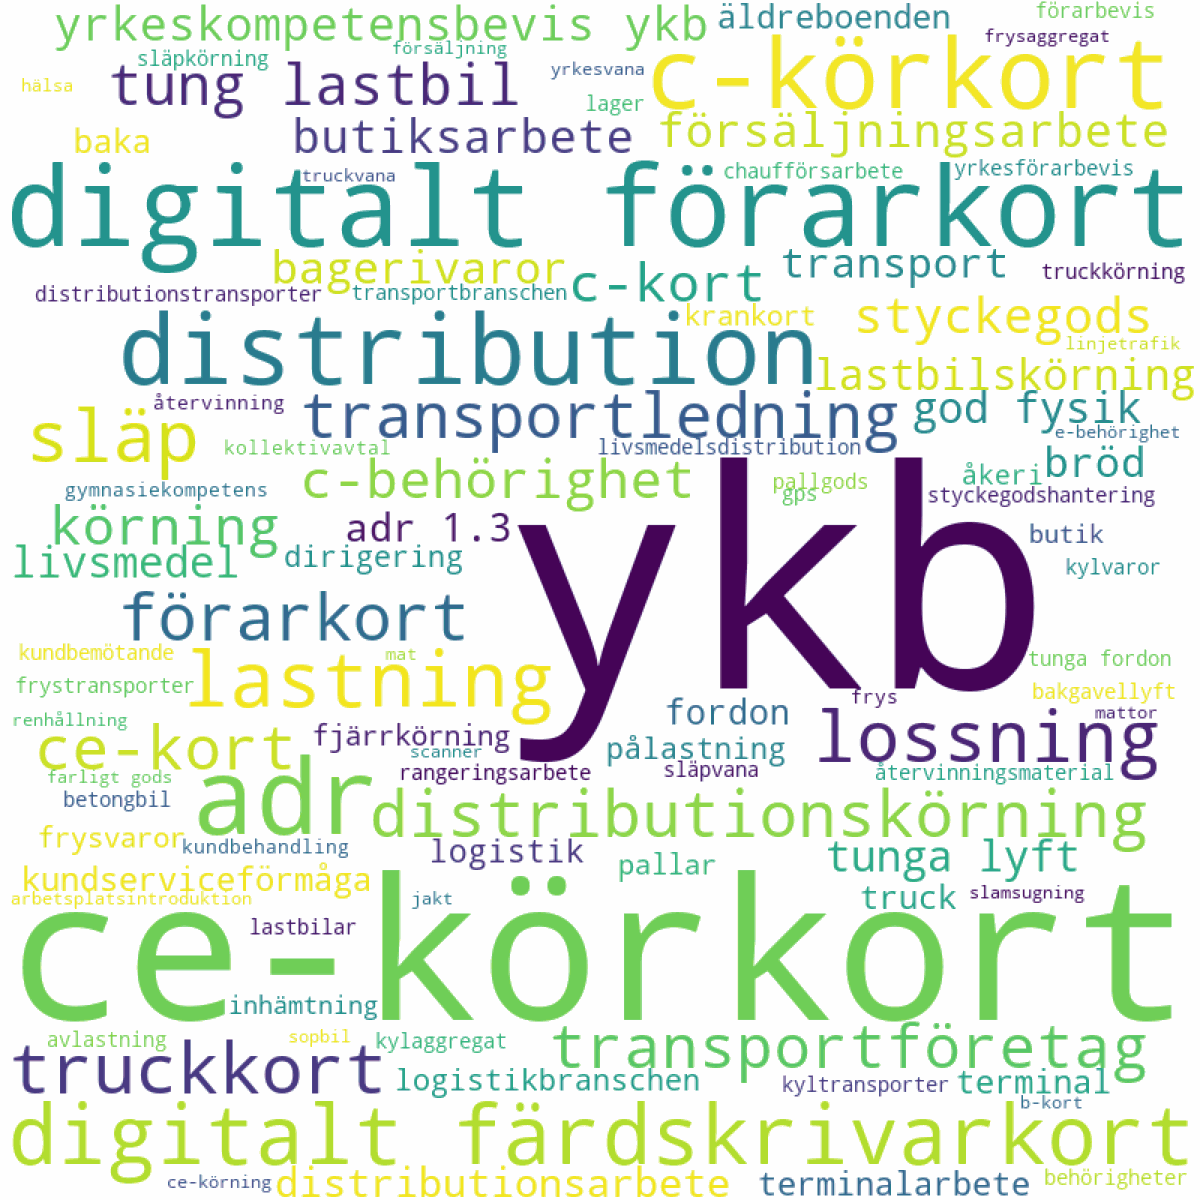 yrkeskompetensbevis ykb
äldreboenden
förarbevis
släpkörning
försäljning
frysaggregat
hälsa
tung lastbil
yrkesvana
c-körkort
lager
baka
butiksarbete
försäljningsarbete
truckvana
chaufförsarbete
yrkesförarbevis
digitalt förarkort
bagerivaror
c-kort
transport
truckkörning
distributionstransporter
transportbranschen
krankort
styckegods
linjetrafik
distribution
lastbilskörning
återvinning
transportledning
god fysik
släp
kollektivavtal
livsmedelsdistribution
e-behörighet
bröd
gymnasiekompetens
c-behörighet
pallgods
gps
åkeri
styckegodshantering
körning
adr 1.3
butik
livsmedel
dirigering
kylvaror
ykb
förarkort
kundbemötande
mat
tunga fordon
frystransporter
lastning
frys
bakgavellyft
renhållning
fordon
mattor
ce-kort
fjärrkörning
scanner
pålastning
lossning
farligt gods
rangeringsarbete
släpvana
återvinningsmaterial
betongbil
adr
distributionskörning
frysvaror
kundbehandling
logistik
pallar
tunga lyft
kundserviceförmåga
arbetsplatsintroduktion
jakt
truck
slamsugning
lastbilar
ce-körkort
inhämtning
avlastning
sopbil
kylaggregat
transportföretag
truckkort
logistikbranschen
kyltransporter
terminal
b-kort
digitalt färdskrivarkort
ce-körning
distributionsarbete
terminalarbete
behörigheter